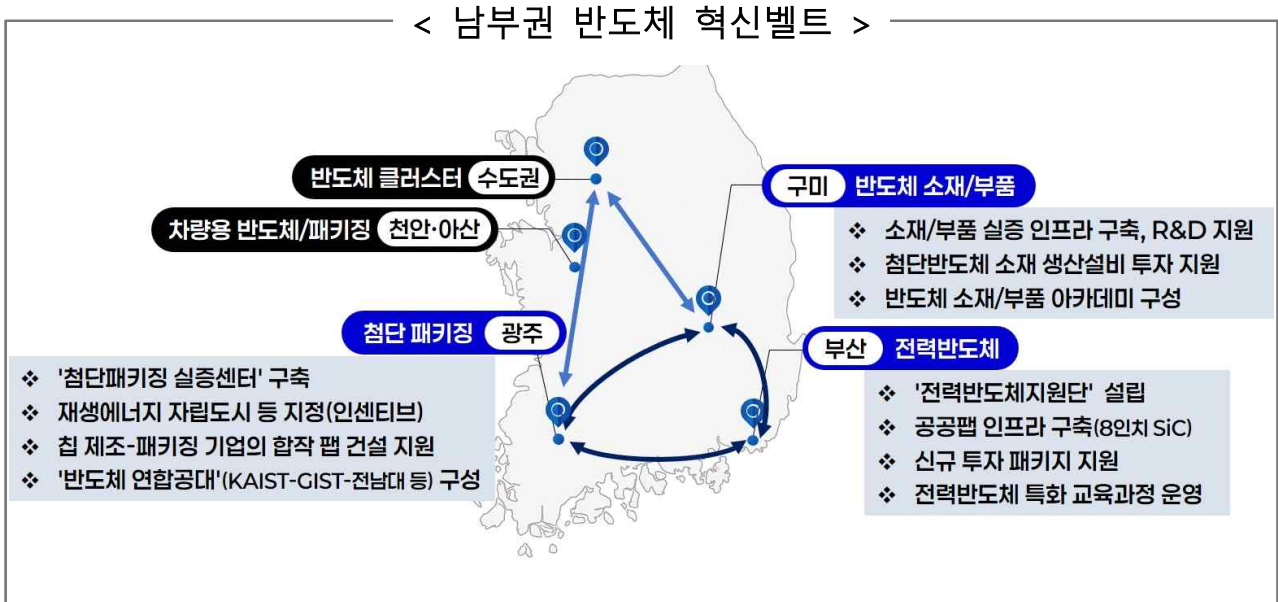 < 남부권 반도체 혁신벨트 >
반도체 클러스터 수도권
차량용 반도체/패키징 천안·아산
첨단 패키징 광주
❖ '첨단패키징 실증센터' 구축
❖ 재생에너지 자립도시 등 지정(인센티브)
❖ 칩 제조-패키징 기업의 합작 팹 건설 지원
❖ '반도체 연합공대'(KAIST-GIST-전남대 등) 구성
구미 반도체 소재/부품
❖ 소재/부품 실증 인프라 구축, R&D 지원
❖ 첨단반도체 소재 생산설비 투자 지원
❖ 반도체 소재/부품 아카데미 구성
부산 전력반도체
❖ '전력반도체지원단' 설립
❖ 공공팹 인프라 구축(8인치 SiC)
❖ 신규 투자 패키지 지원
❖ 전력반도체 특화 교육과정 운영